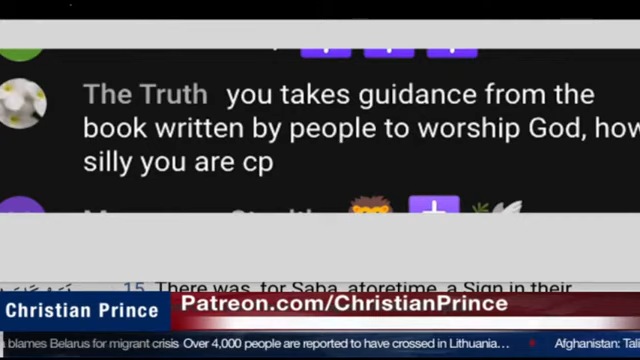 The Truth you takes guidance from the
book written by people to worship God, how
silly you are cp
15 There was, for Saba, aforetime, a Sign in their
Christian Prince
Patreon.com/ChristianPrince
blames Belarus for migrant crisis Over 4,000 people are reported to have crossed in Lithuania... Afghanistan: